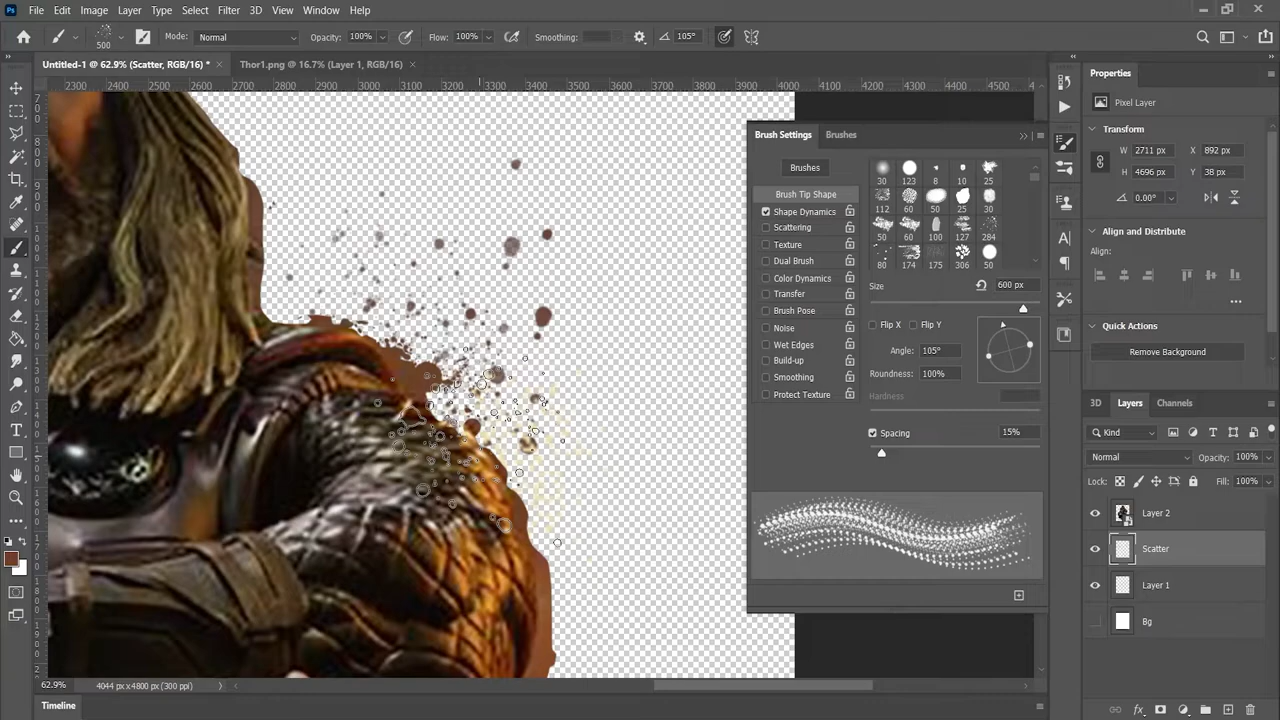 Ps File Edit Image Layer Type Select Filter 3D View Window Help
500 Mode: Normal Opacity: 100% Flow: 100% Smoothing: 105°
Untitled-1 @ 62.9% (Scatter, RGB/16) * × Thor1.png @ 16.7% (Layer 1, RGB/16) ×
2300 2400 2500 2600 2700 2800 2900 3000 3100 3200 3300 3400 3500 3600 3700 3800 3900 4000 4100 4200 4300 4400 4500
Brush Settings Brushes
Brushes
30 123 8 10 25
112 60 50 25 30
50 60 100 127 284
80 174 175 306 50
Brush Tip Shape
Shape Dynamics
Scattering
Texture
Dual Brush
Color Dynamics
Transfer
Brush Pose
Noise
Wet Edges
Build-up
Smoothing
Protect Texture
Size 600 px
Flip X Flip Y
Angle: 105°
Roundness: 100%
Hardness
Spacing 15%
Properties
Pixel Layer
Transform
W 2711 px X 892 px
H 4696 px Y 38 px
0.00°
Align and Distribute
Align:
Quick Actions
Remove Background
3D Layers Channels
Kind
Normal Opacity: 100%
Lock: Fill: 100%
Layer 2
Scatter
Layer 1
Bg
62.9% 4044 px x 4800 px (300 ppi)
Timeline